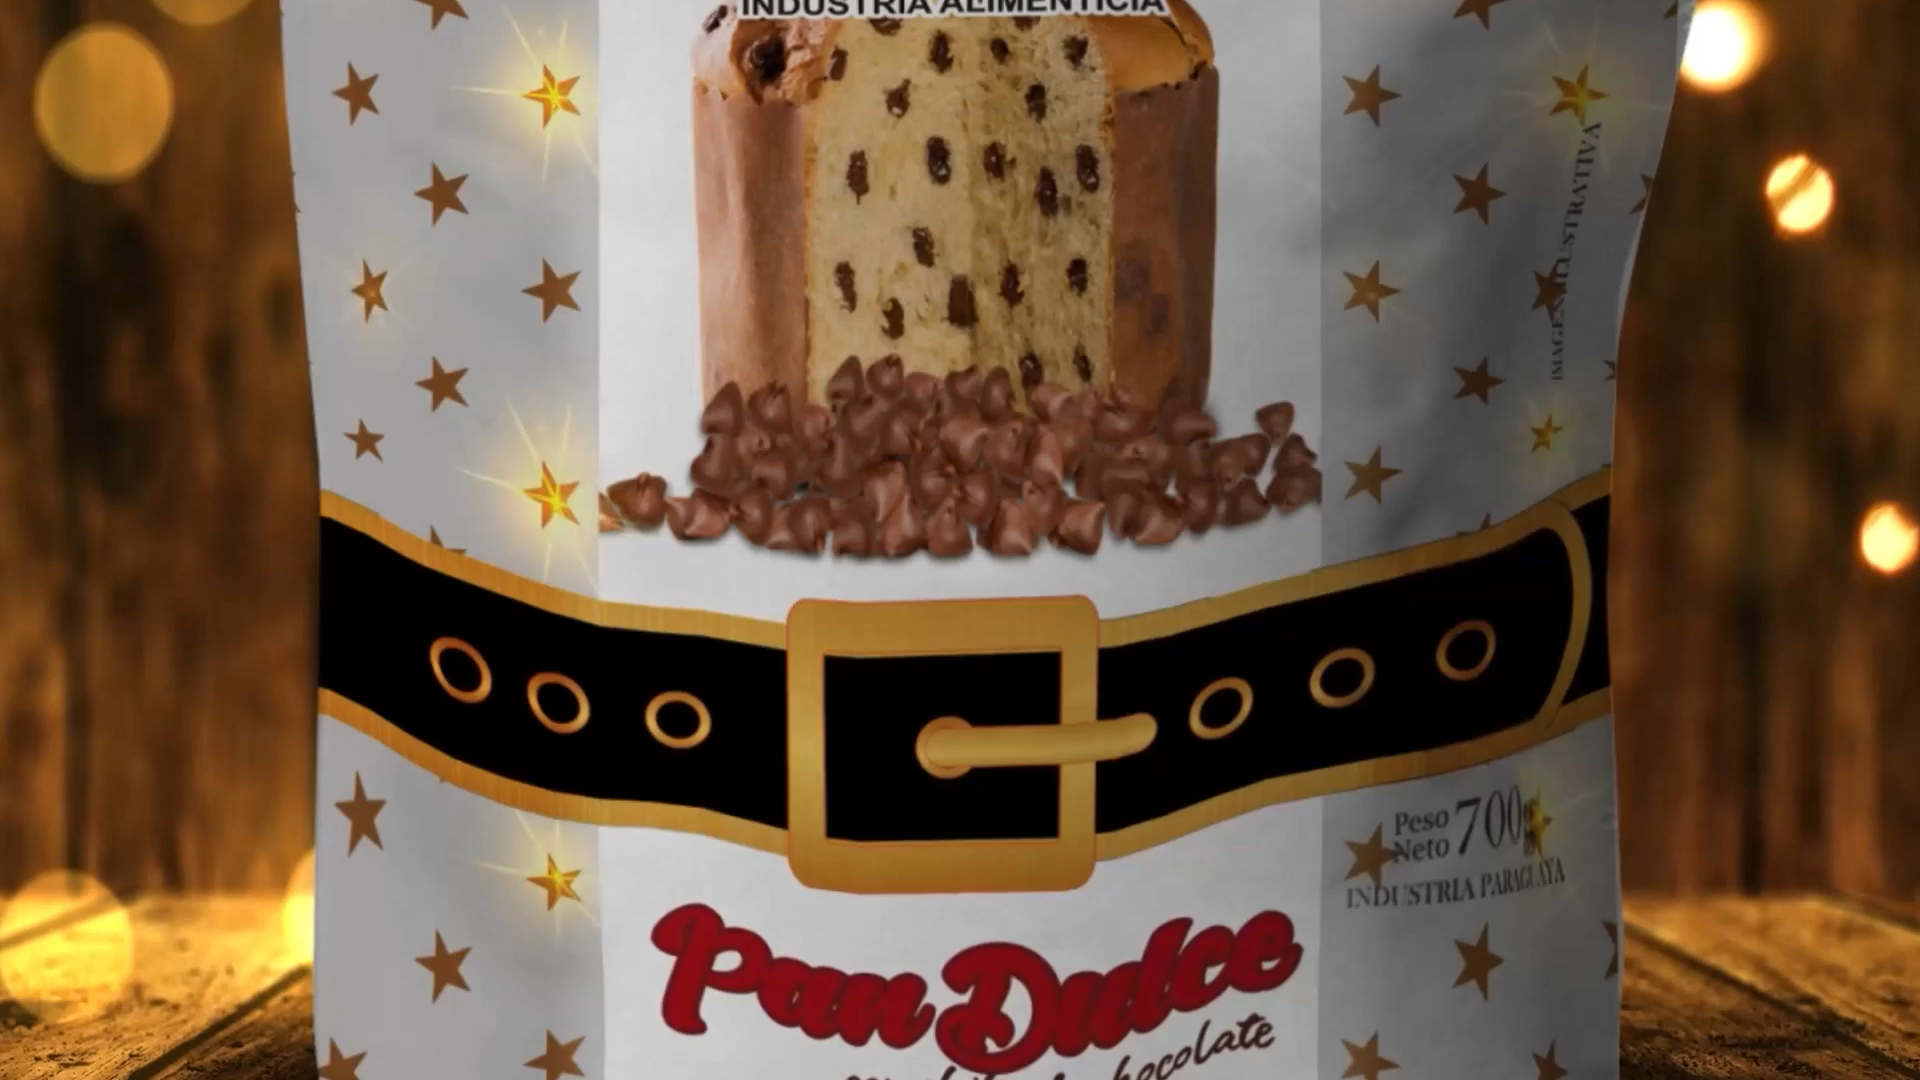 INDUSTRIA ALIMENTICIA
IMAGEN ILUSTRATIVA
Peso Neto 700g
INDUSTRIA PARAGUAYA
Pan Dulce
chocolate